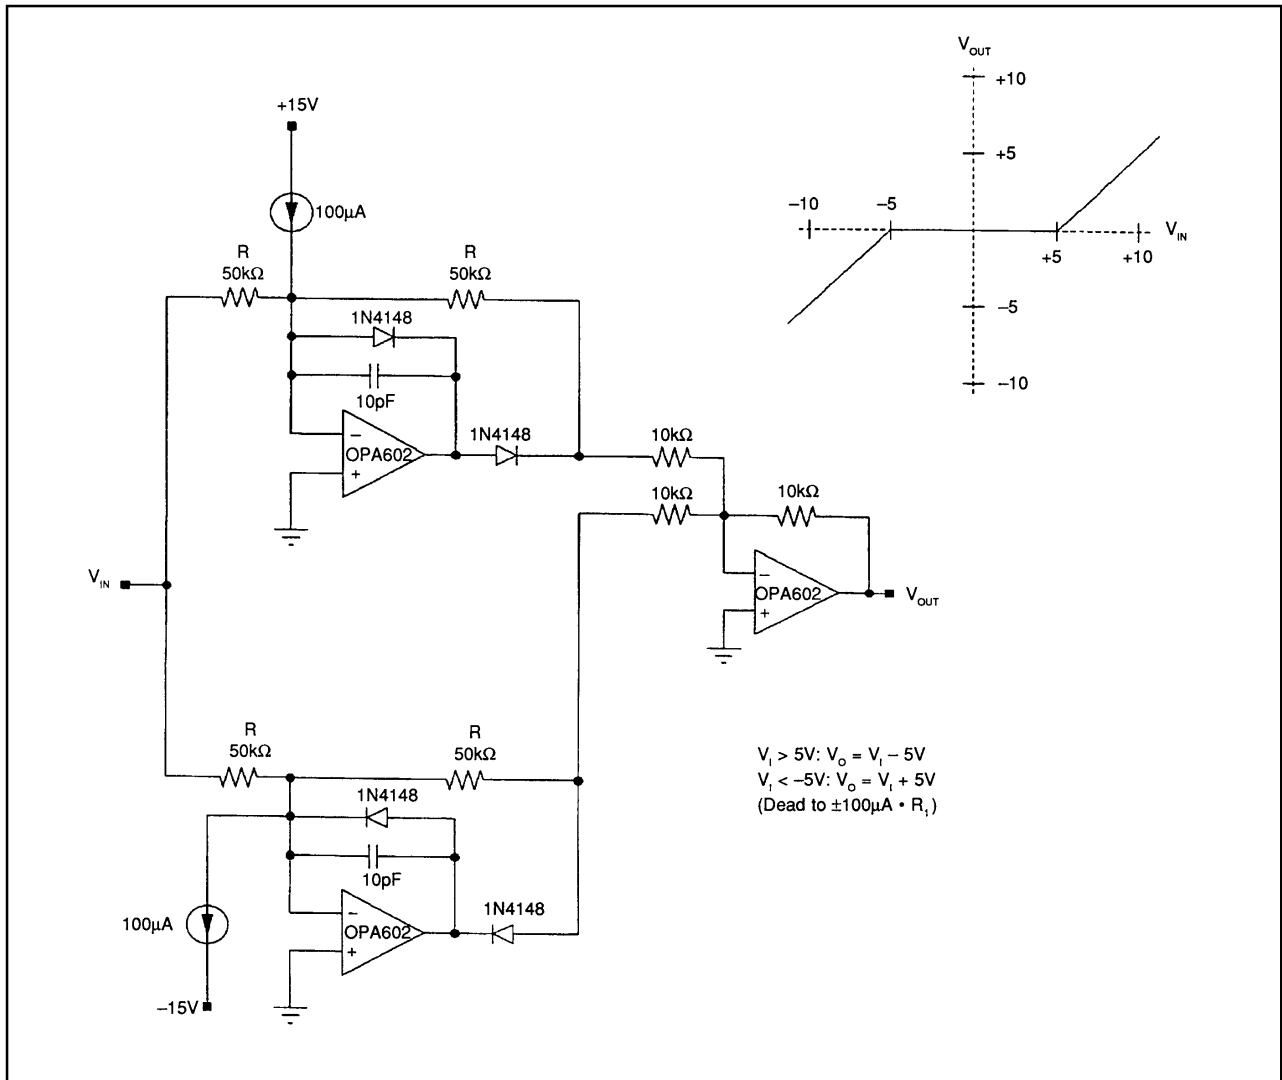 V_OUT
+10
+5
−10
−5
V_IN
+5
+10
−5
−10
+15V
100µA
R
50kΩ
R
50kΩ
1N4148
10pF
−
OPA602
+
1N4148
10kΩ
10kΩ
10kΩ
−
OPA602
+
V_OUT
V_IN
R
50kΩ
R
50kΩ
1N4148
10pF
100µA
−
OPA602
+
1N4148
−15V
V_I > 5V: V_O = V_I − 5V
V_I < −5V: V_O = V_I + 5V
(Dead to ±100µA • R_1)